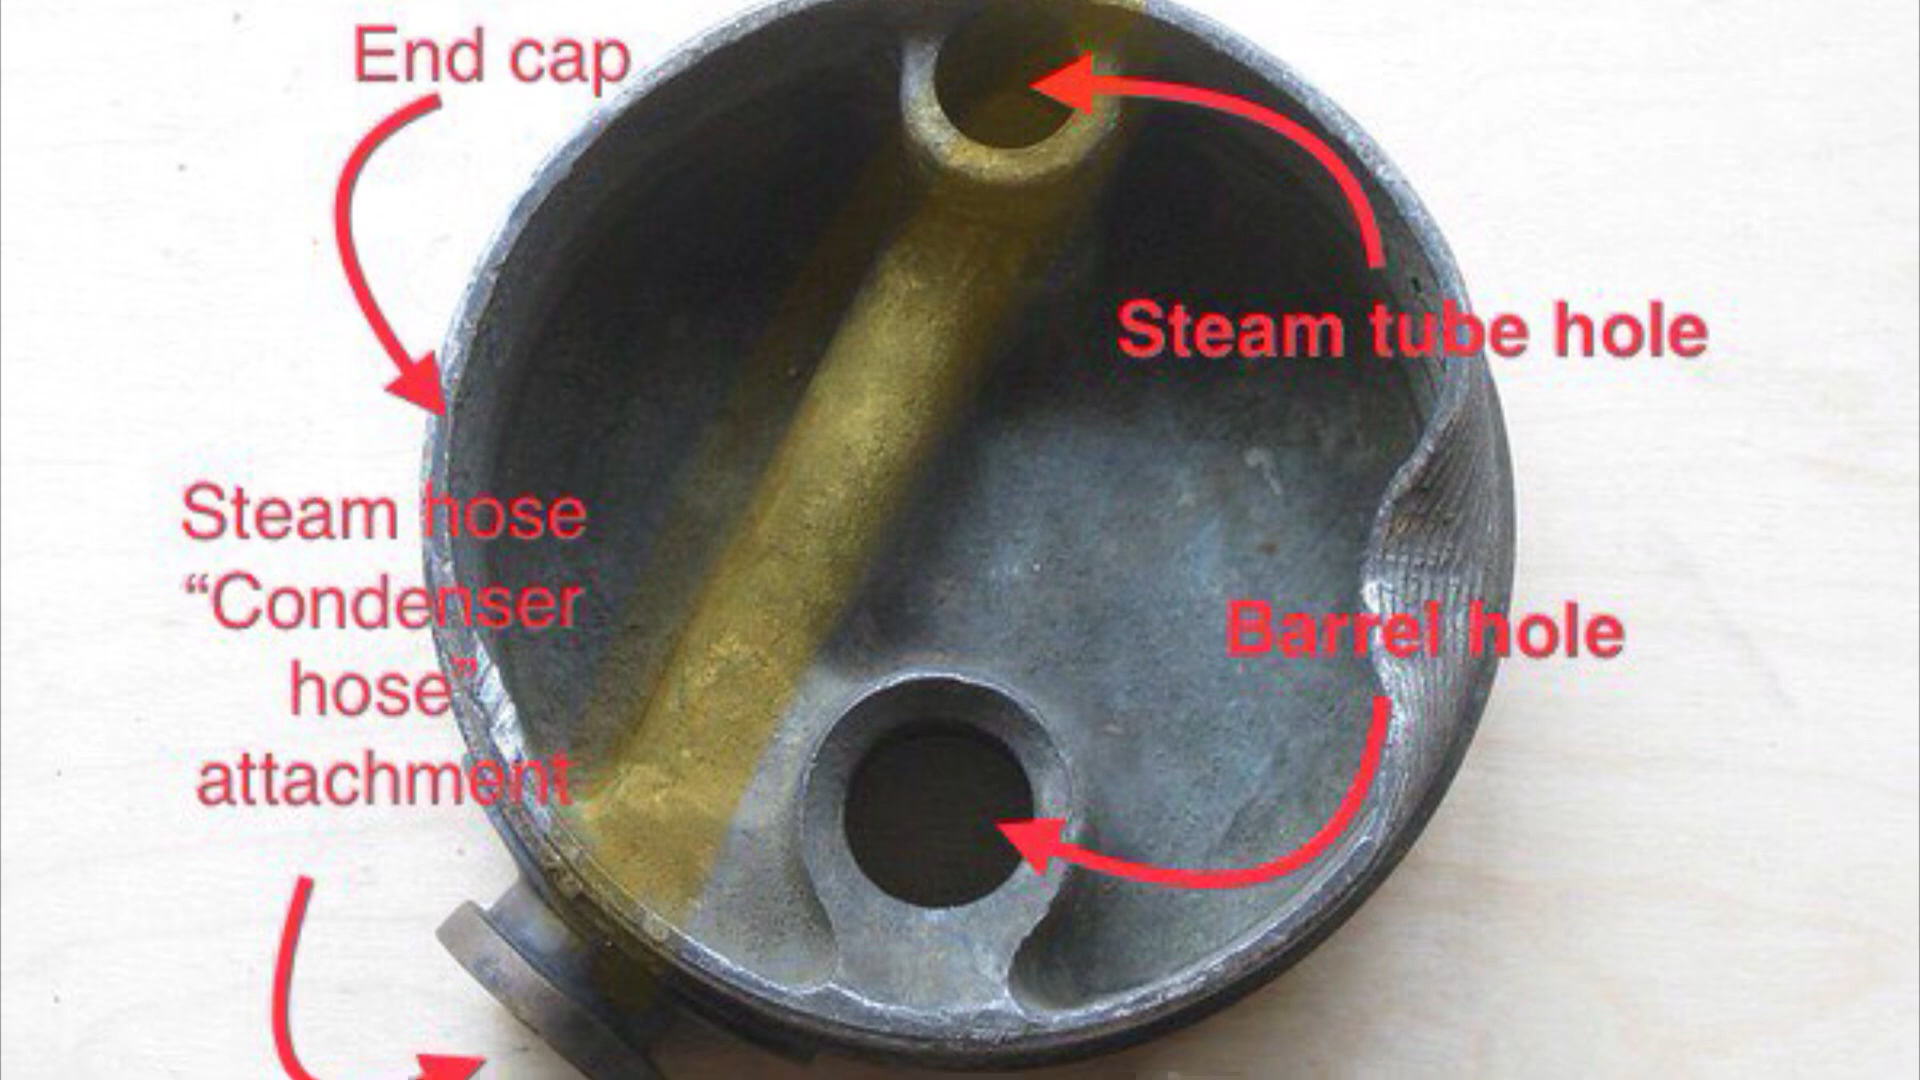 End cap
Steam tube hole
Steam hose
“Condenser
hose”
attachment
Barrel hole